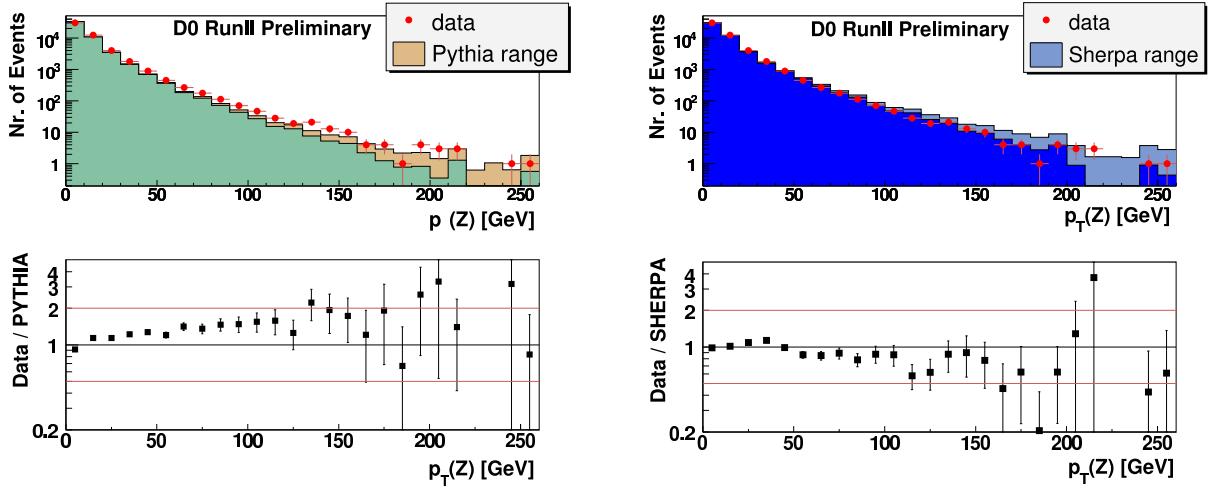 D0 RunII Preliminary
data
Pythia range
Nr. of Events
10⁴
10³
10²
10
1
0 50 100 150 200 250
p (Z) [GeV]
D0 RunII Preliminary
data
Sherpa range
Nr. of Events
10⁴
10³
10²
10
1
0 50 100 150 200 250
p_T(Z) [GeV]
Data / PYTHIA
4
2
1
0.2
0 50 100 150 200 250
p_T(Z) [GeV]
Data / SHERPA
4
2
1
0.2
0 50 100 150 200 250
p_T(Z) [GeV]